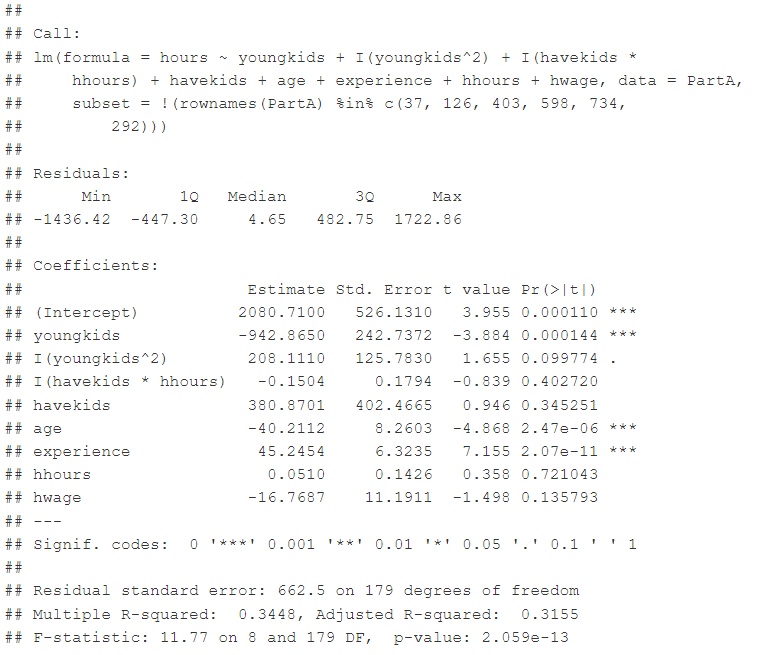 ##
## Call:
## lm(formula = hours ~ youngkids + I(youngkids^2) + I(havekids *
##     hhours) + havekids + age + experience + hhours + hwage, data = PartA,
##     subset = !(rownames(PartA) %in% c(37, 126, 403, 598, 734,
##         292)))
##
## Residuals:
##      Min       1Q   Median       3Q      Max
## -1436.42  -447.30     4.65   482.75  1722.86
##
## Coefficients:
##                       Estimate Std. Error t value Pr(>|t|)
## (Intercept)          2080.7100   526.1310   3.955 0.000110 ***
## youngkids            -942.8650   242.7372  -3.884 0.000144 ***
## I(youngkids^2)        208.1110   125.7830   1.655 0.099774 .
## I(havekids * hhours)   -0.1504     0.1794  -0.839 0.402720
## havekids              380.8701   402.4665   0.946 0.345251
## age                   -40.2112     8.2603  -4.868 2.47e-06 ***
## experience             45.2454     6.3235   7.155 2.07e-11 ***
## hhours                  0.0510     0.1426   0.358 0.721043
## hwage                 -16.7687    11.1911  -1.498 0.135793
## ---
## Signif. codes:  0 '***' 0.001 '**' 0.01 '*' 0.05 '.' 0.1 ' ' 1
##
## Residual standard error: 662.5 on 179 degrees of freedom
## Multiple R-squared:  0.3448, Adjusted R-squared:  0.3155
## F-statistic: 11.77 on 8 and 179 DF,  p-value: 2.059e-13